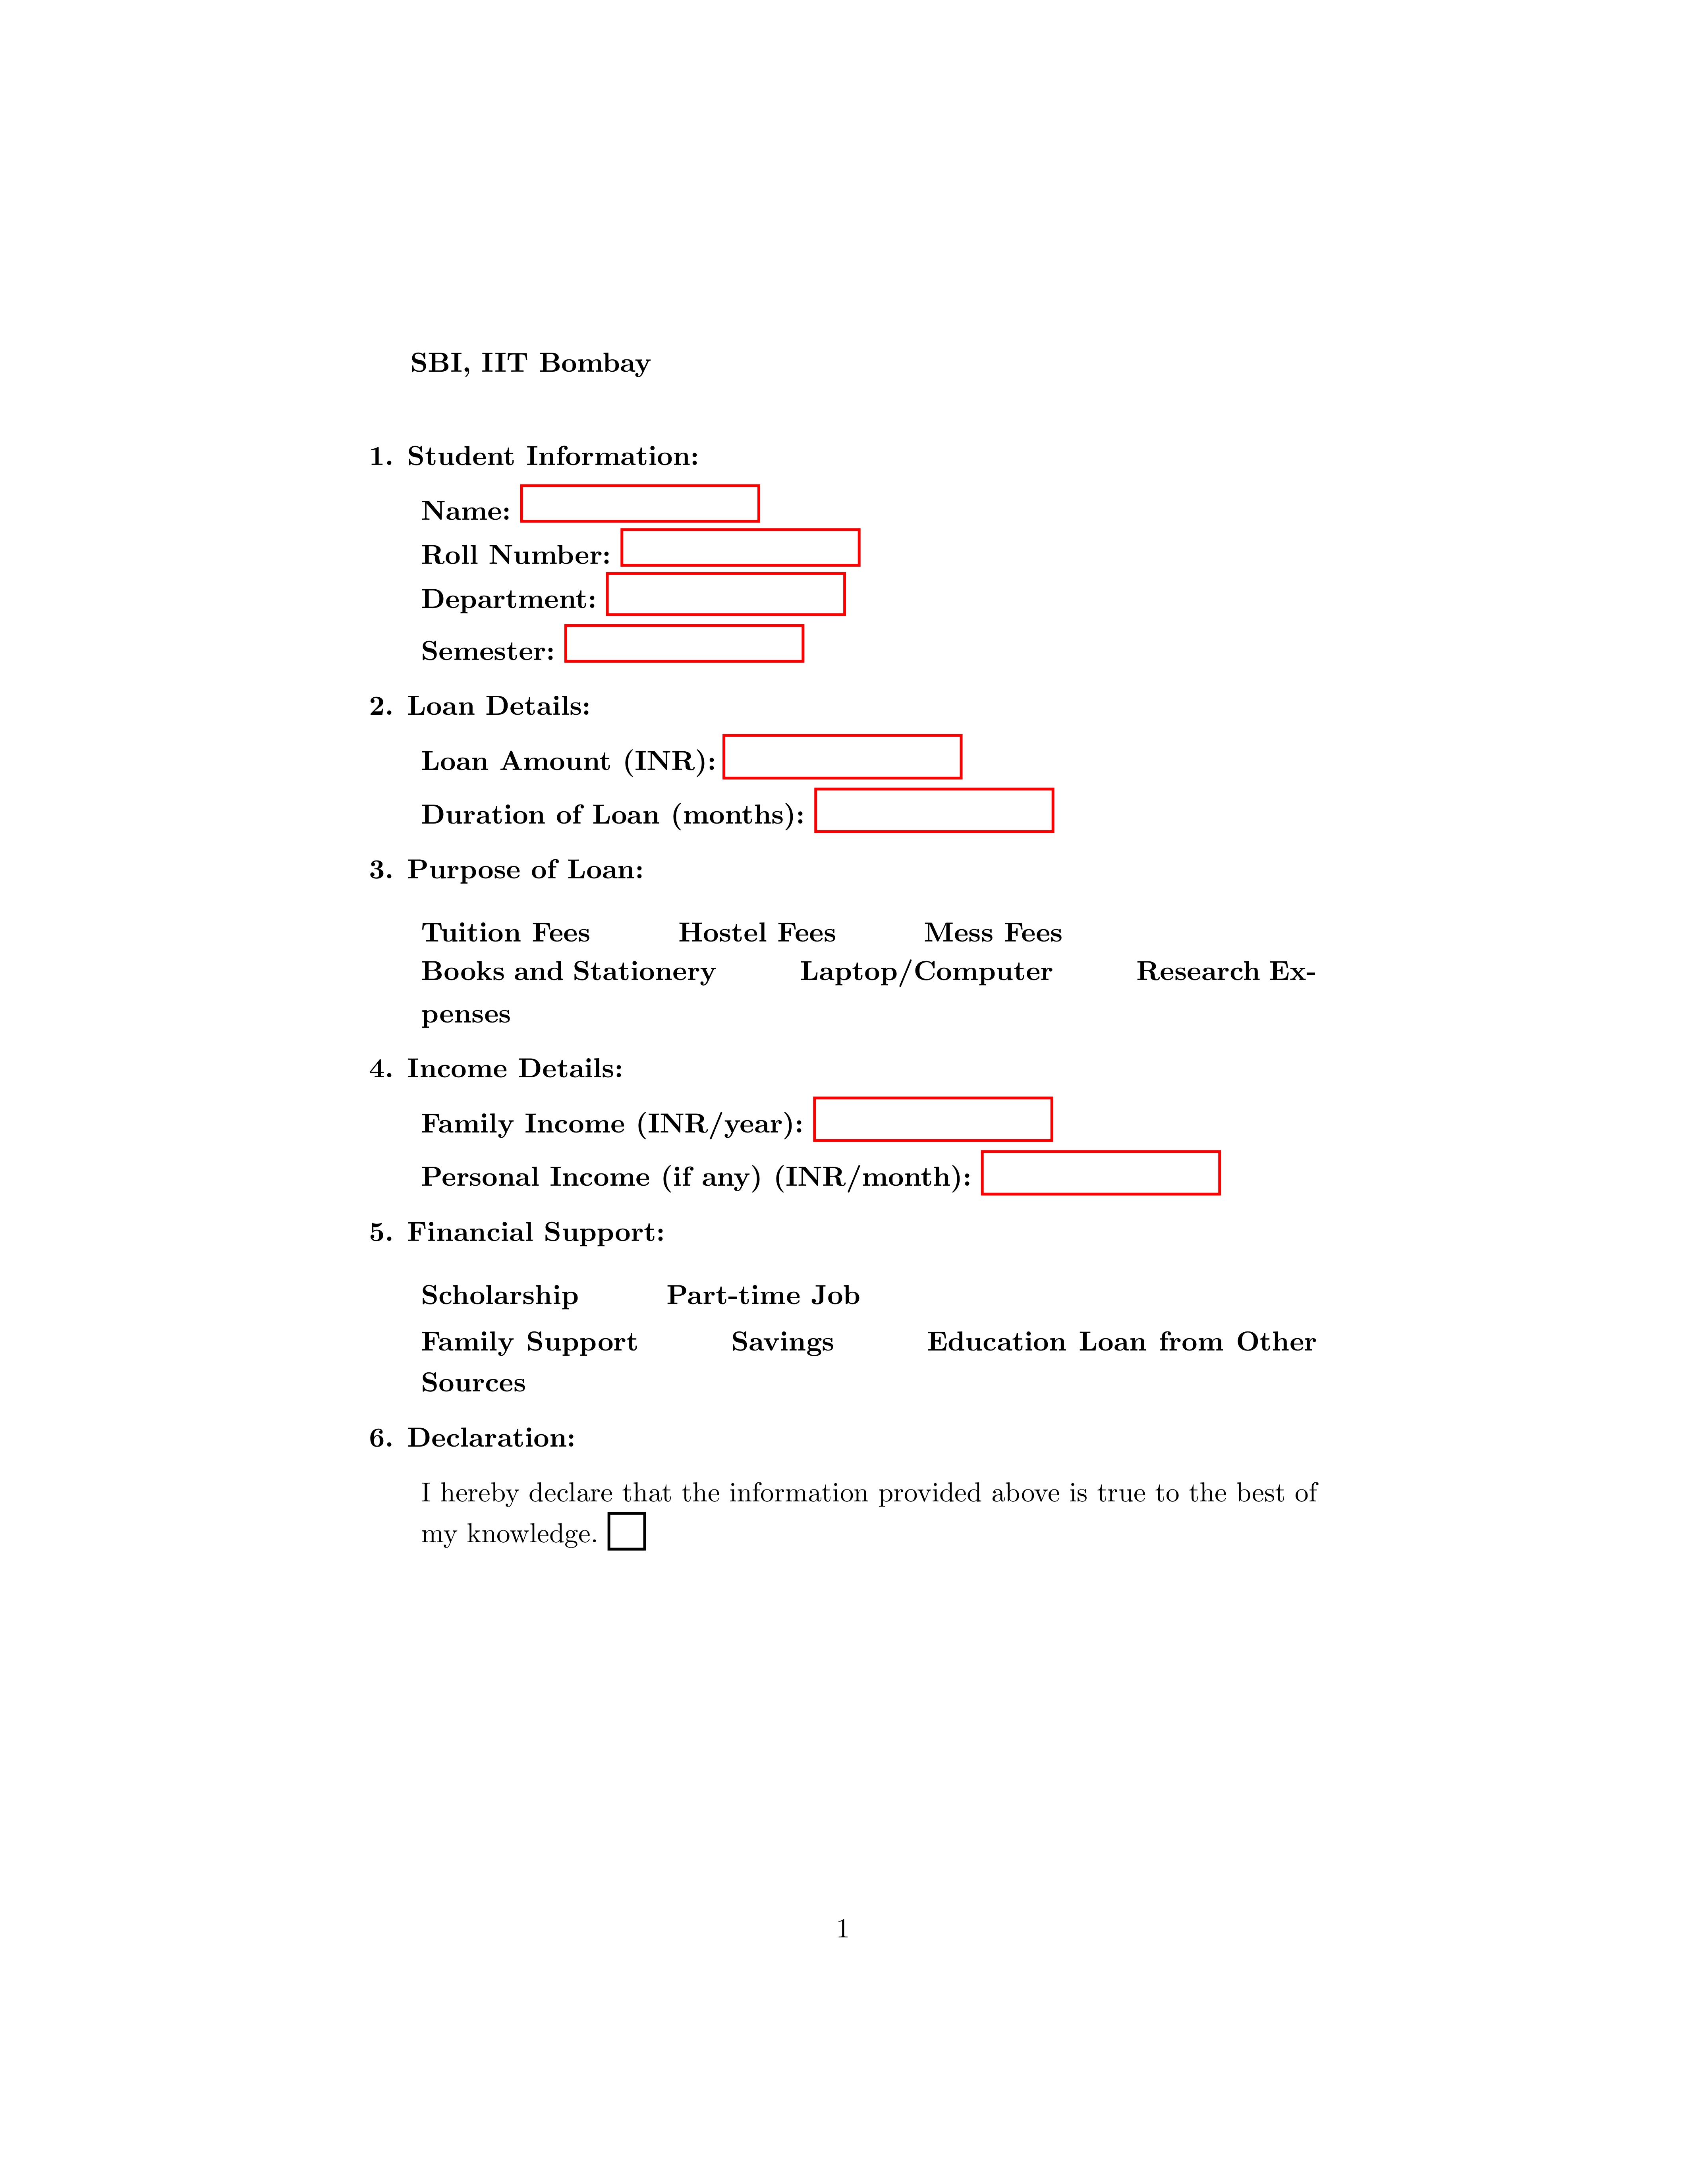 SBI, IIT Bombay
1. Student Information:
Name:
Roll Number:
Department:
Semester:
2. Loan Details:
Loan Amount (INR):
Duration of Loan (months):
3. Purpose of Loan:
Tuition Fees Hostel Fees Mess Fees
Books and Stationery Laptop/Computer Research Ex-
penses
4. Income Details:
Family Income (INR/year):
Personal Income (if any) (INR/month):
5. Financial Support:
Scholarship Part-time Job
Family Support Savings Education Loan from Other
Sources
6. Declaration:
I hereby declare that the information provided above is true to the best of
my knowledge.
1